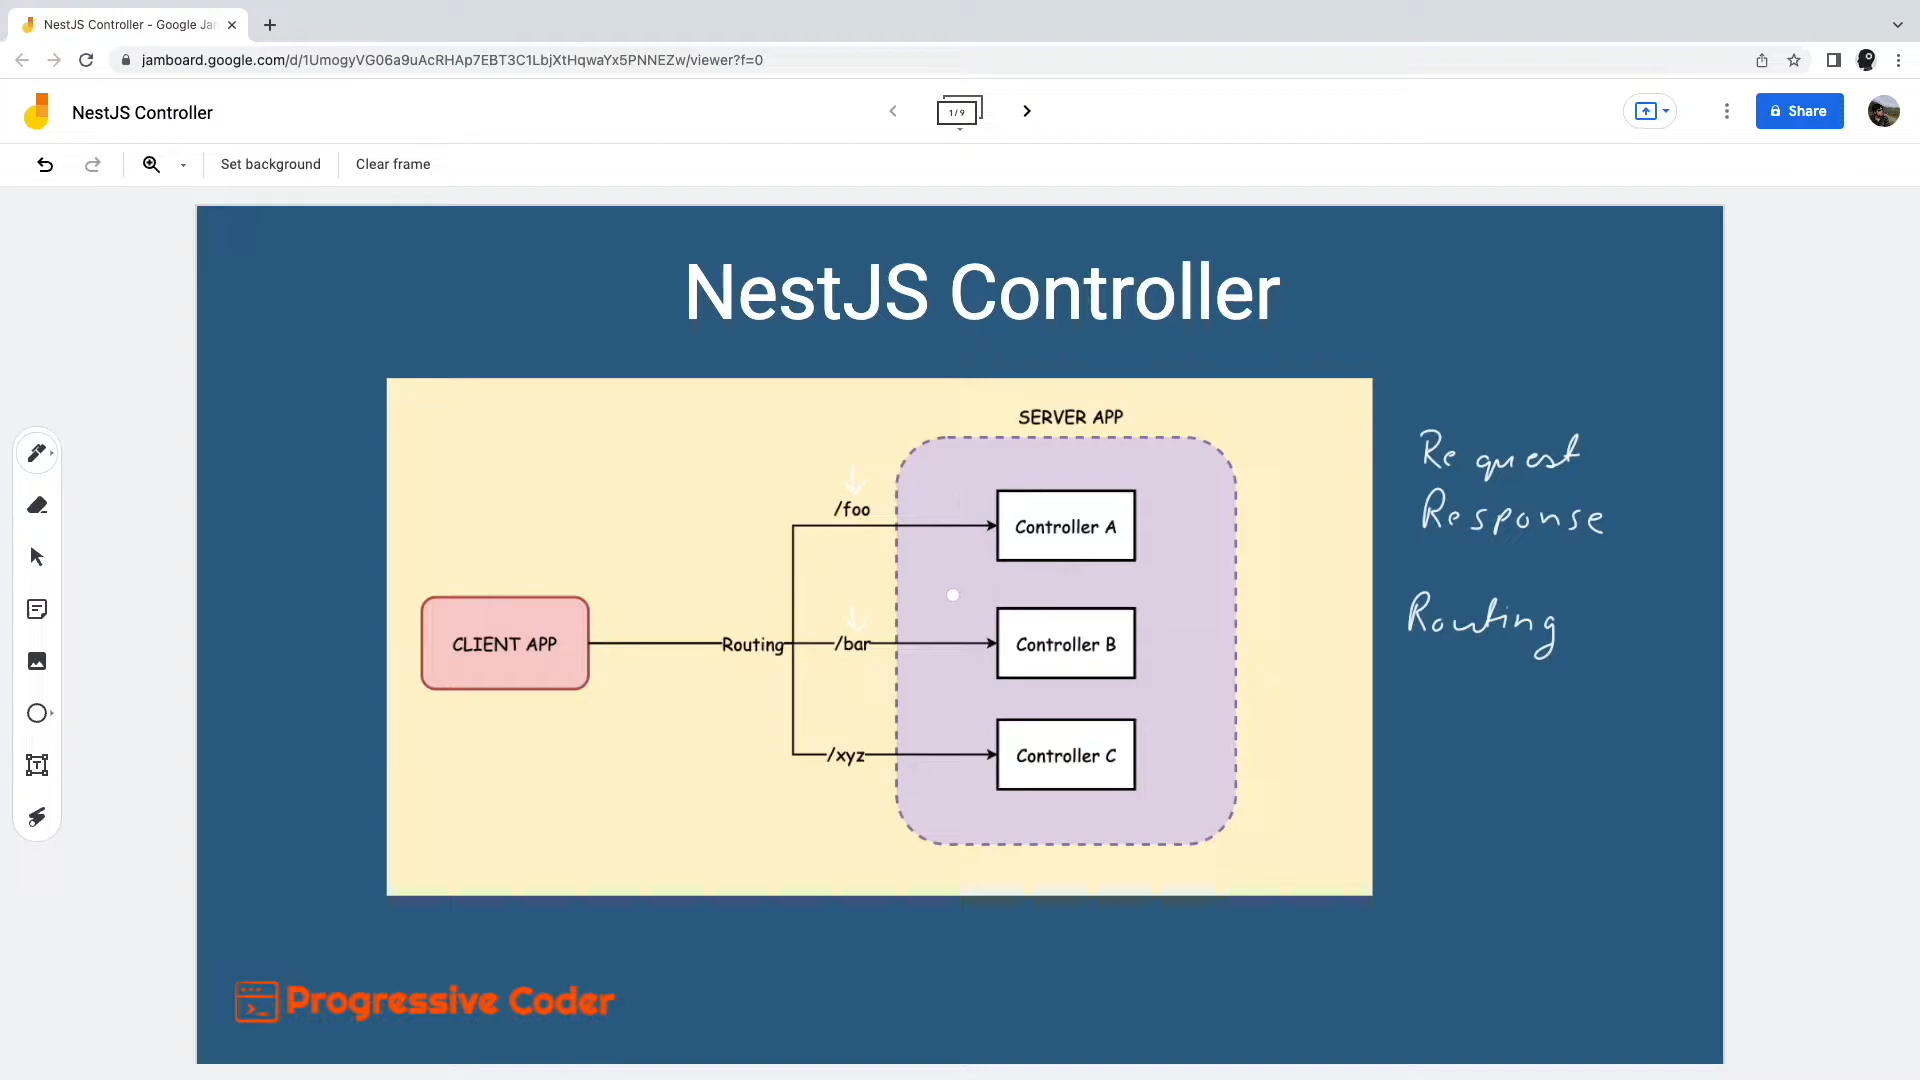 NestJS Controller - Google Jar
jamboard.google.com/d/1UmogyVG06a9uAcRHAp7EBT3C1LbjXtHqwaYx5PNNEZw/viewer?f=0
NestJS Controller
1/9
Share
Set background
Clear frame
NestJS Controller
SERVER APP
Request
Response
/foo
Controller A
Routing
CLIENT APP
Routing
/bar
Controller B
/xyz
Controller C
Progressive Coder